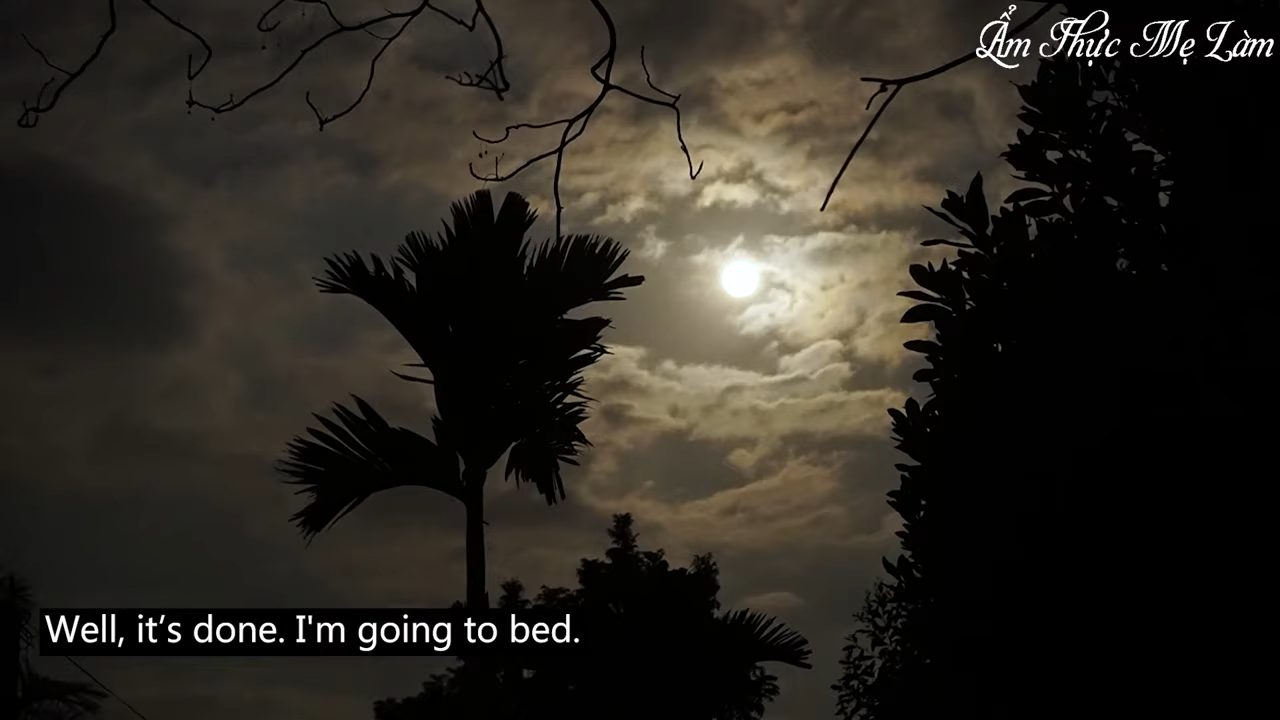 Ẩm Thực Mẹ Làm
Well, it‘s done. I'm going to bed.